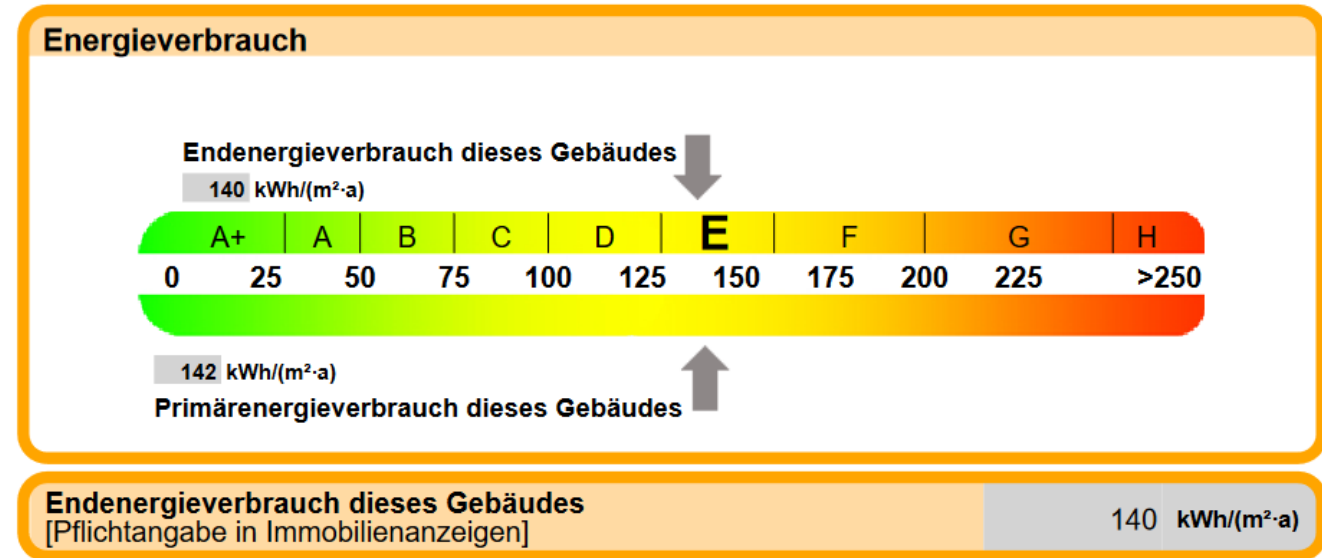 Energieverbrauch
Endenergieverbrauch dieses Gebäudes
140 kWh/(m²·a)
A+ A B C D E F G H
0 25 50 75 100 125 150 175 200 225 >250
142 kWh/(m²·a)
Primärenergieverbrauch dieses Gebäudes
Endenergieverbrauch dieses Gebäudes
[Pflichtangabe in Immobilienanzeigen]
140 kWh/(m²·a)